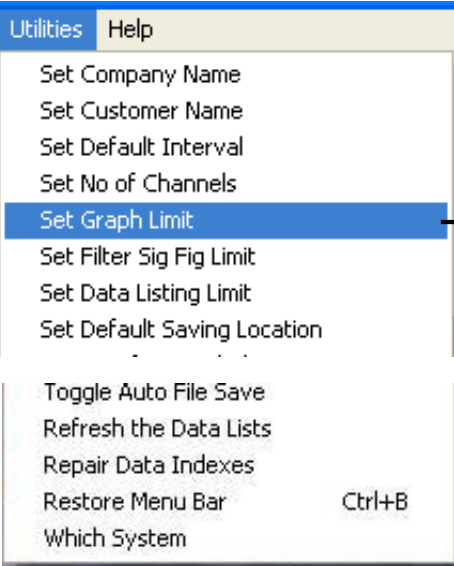 Utilities Help
Set Company Name
Set Customer Name
Set Default Interval
Set No of Channels
Set Graph Limit
Set Filter Sig Fig Limit
Set Data Listing Limit
Set Default Saving Location
Toggle Auto File Save
Refresh the Data Lists
Repair Data Indexes
Restore Menu Bar Ctrl+B
Which System